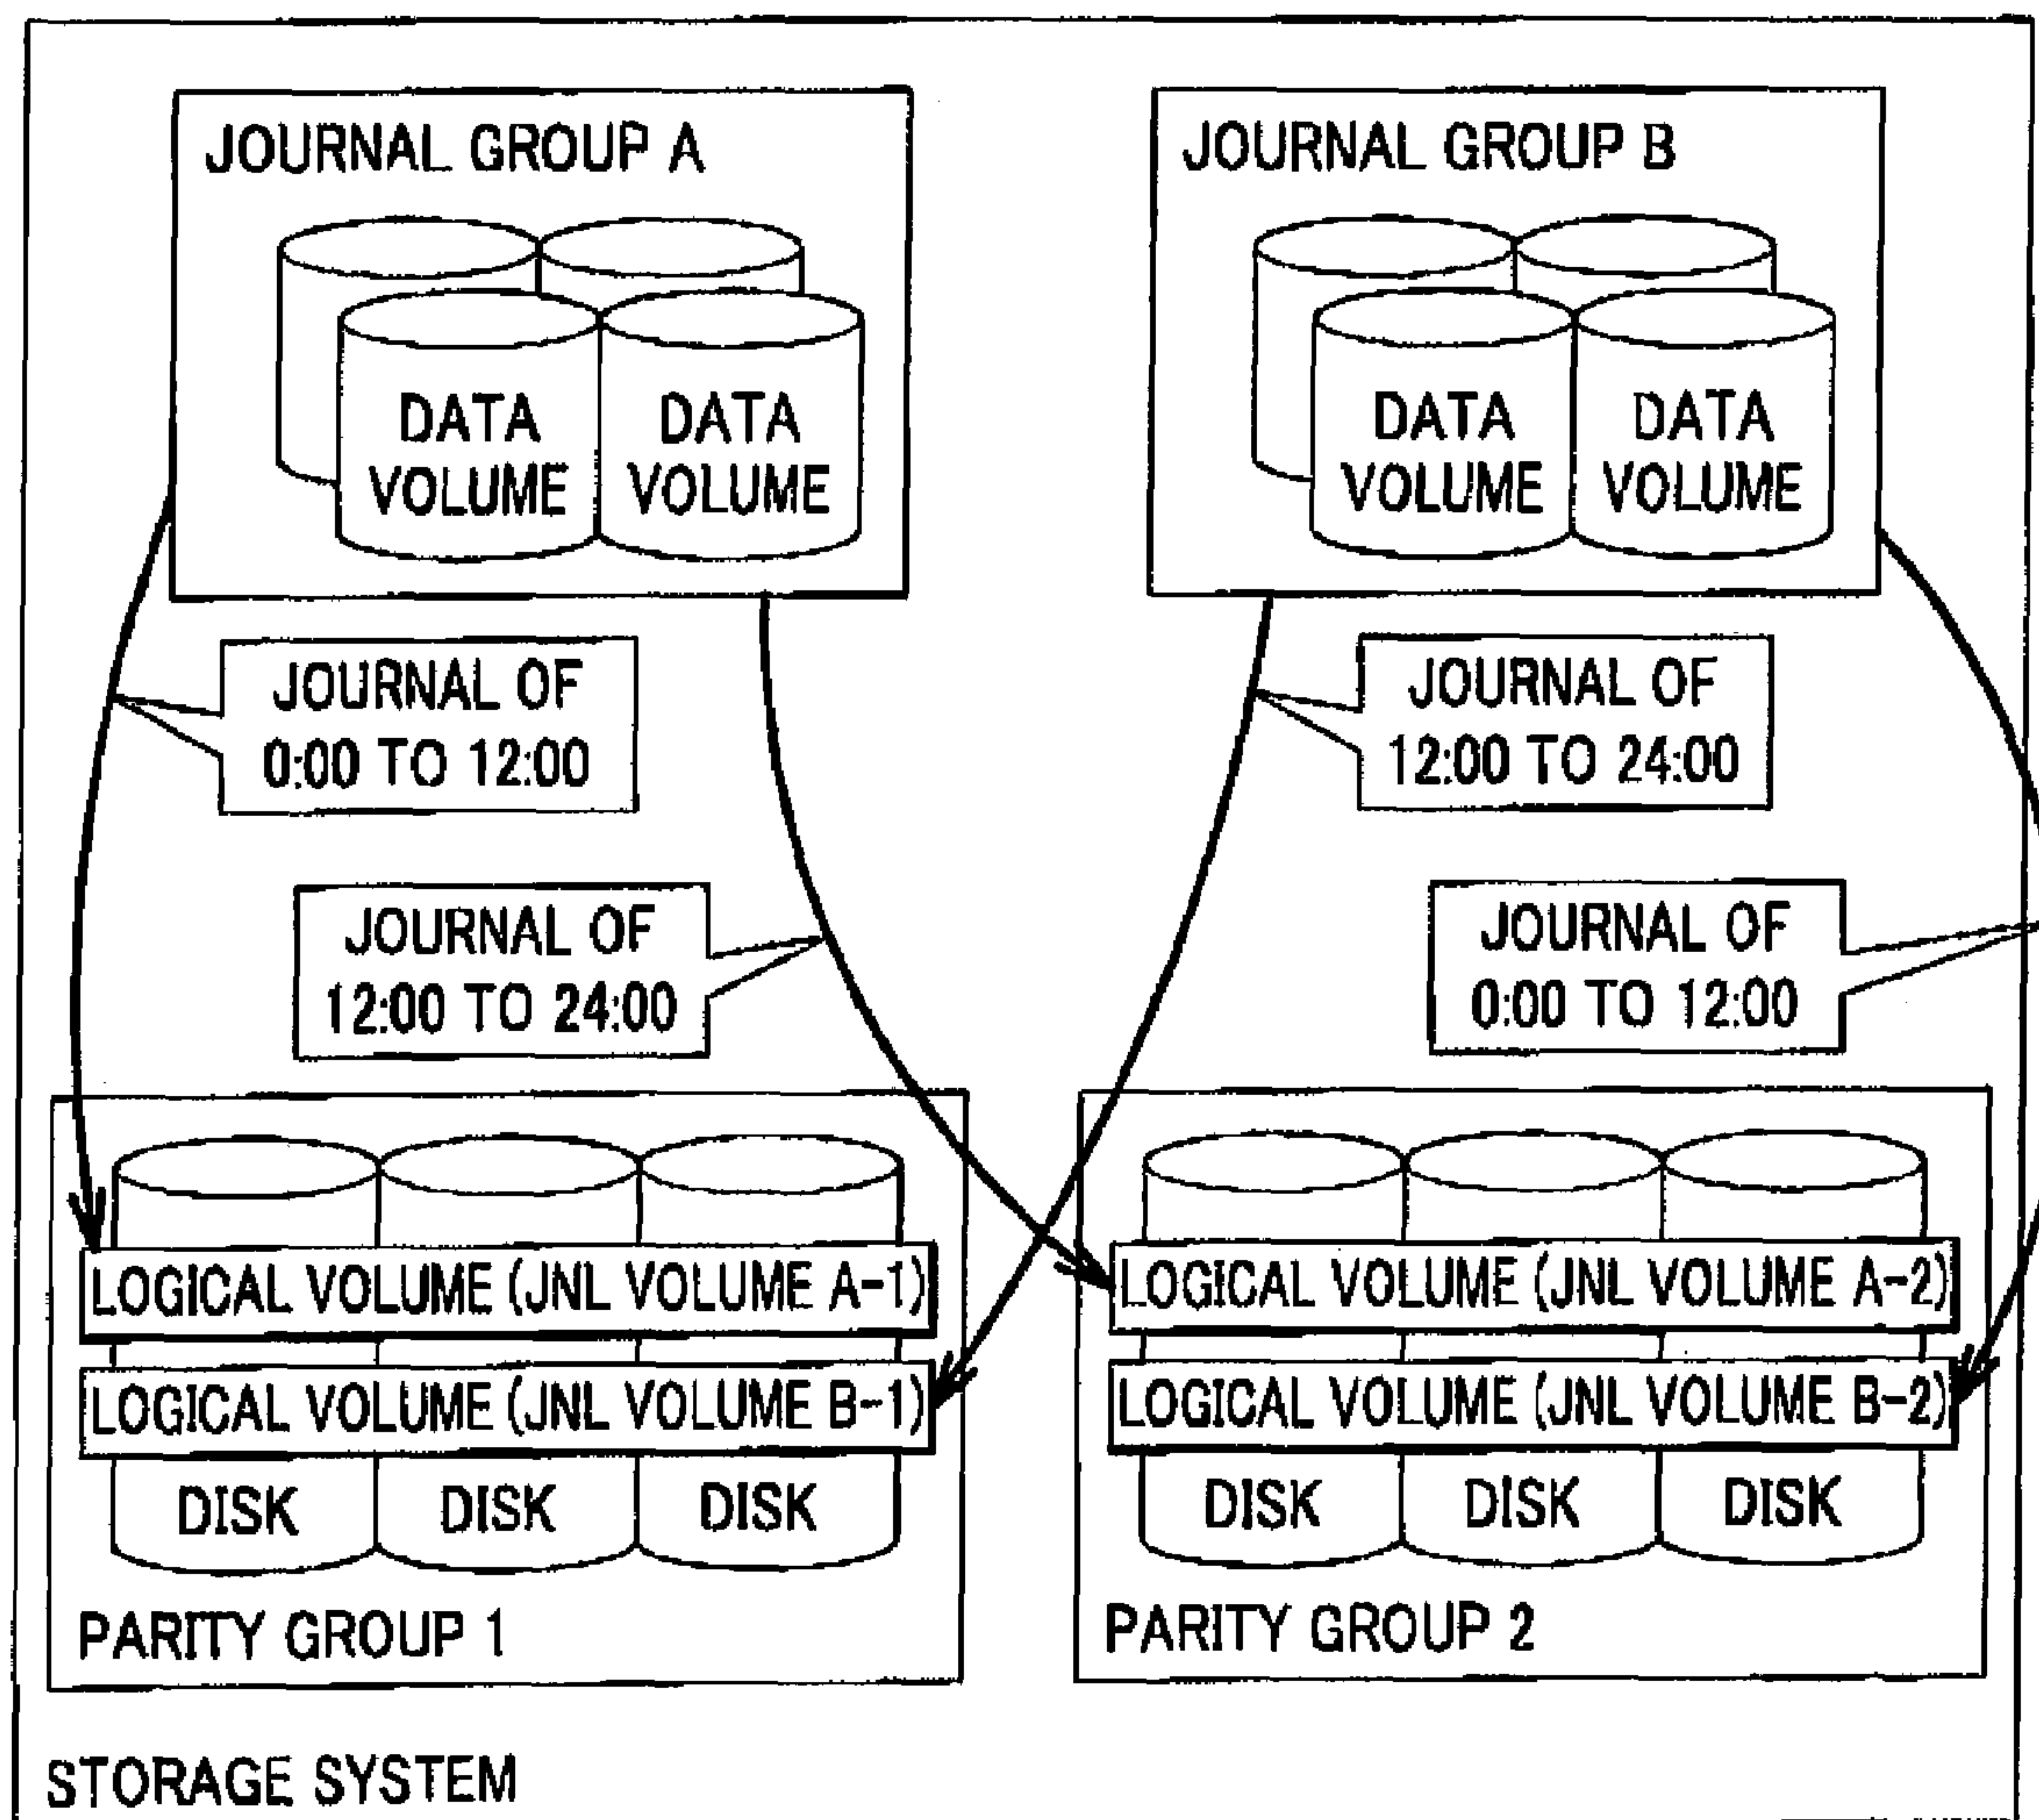 JOURNAL GROUP A
DATA
VOLUME
DATA
VOLUME
JOURNAL GROUP B
DATA
VOLUME
DATA
VOLUME
JOURNAL OF
0:00 TO 12:00
JOURNAL OF
12:00 TO 24:00
JOURNAL OF
12:00 TO 24:00
JOURNAL OF
0:00 TO 12:00
LOGICAL VOLUME (JNL VOLUME A-1)
LOGICAL VOLUME (JNL VOLUME B-1)
DISK
DISK
DISK
PARITY GROUP 1
LOGICAL VOLUME (JNL VOLUME A-2)
LOGICAL VOLUME (JNL VOLUME B-2)
DISK
DISK
DISK
PARITY GROUP 2
STORAGE SYSTEM